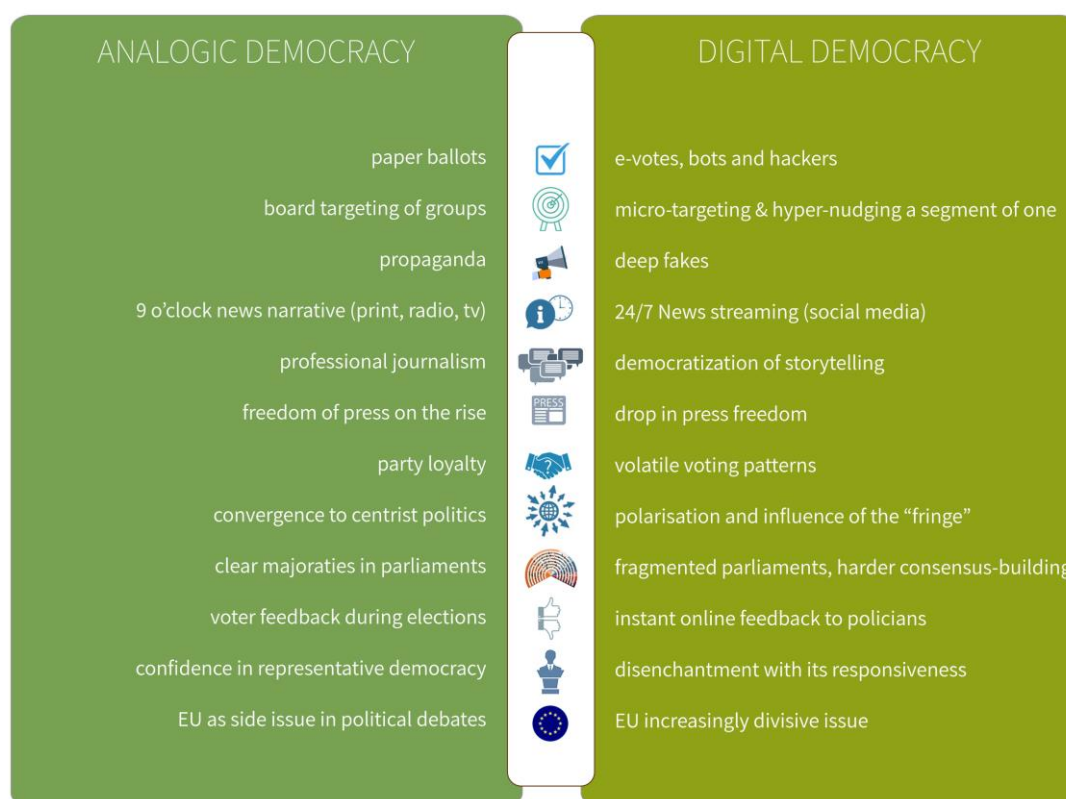 ANALOGIC DEMOCRACY
DIGITAL DEMOCRACY
paper ballots
e-votes, bots and hackers
board targeting of groups
micro-targeting & hyper-nudging a segment of one
propaganda
deep fakes
9 o’clock news narrative (print, radio, tv)
24/7 News streaming (social media)
professional journalism
democratization of storytelling
freedom of press on the rise
PRESS
drop in press freedom
party loyalty
?
volatile voting patterns
convergence to centrist politics
polarisation and influence of the “fringe”
clear majoraties in parliaments
fragmented parliaments, harder consensus-building
voter feedback during elections
instant online feedback to policians
confidence in representative democracy
disenchantment with its responsiveness
EU as side issue in political debates
EU increasingly divisive issue